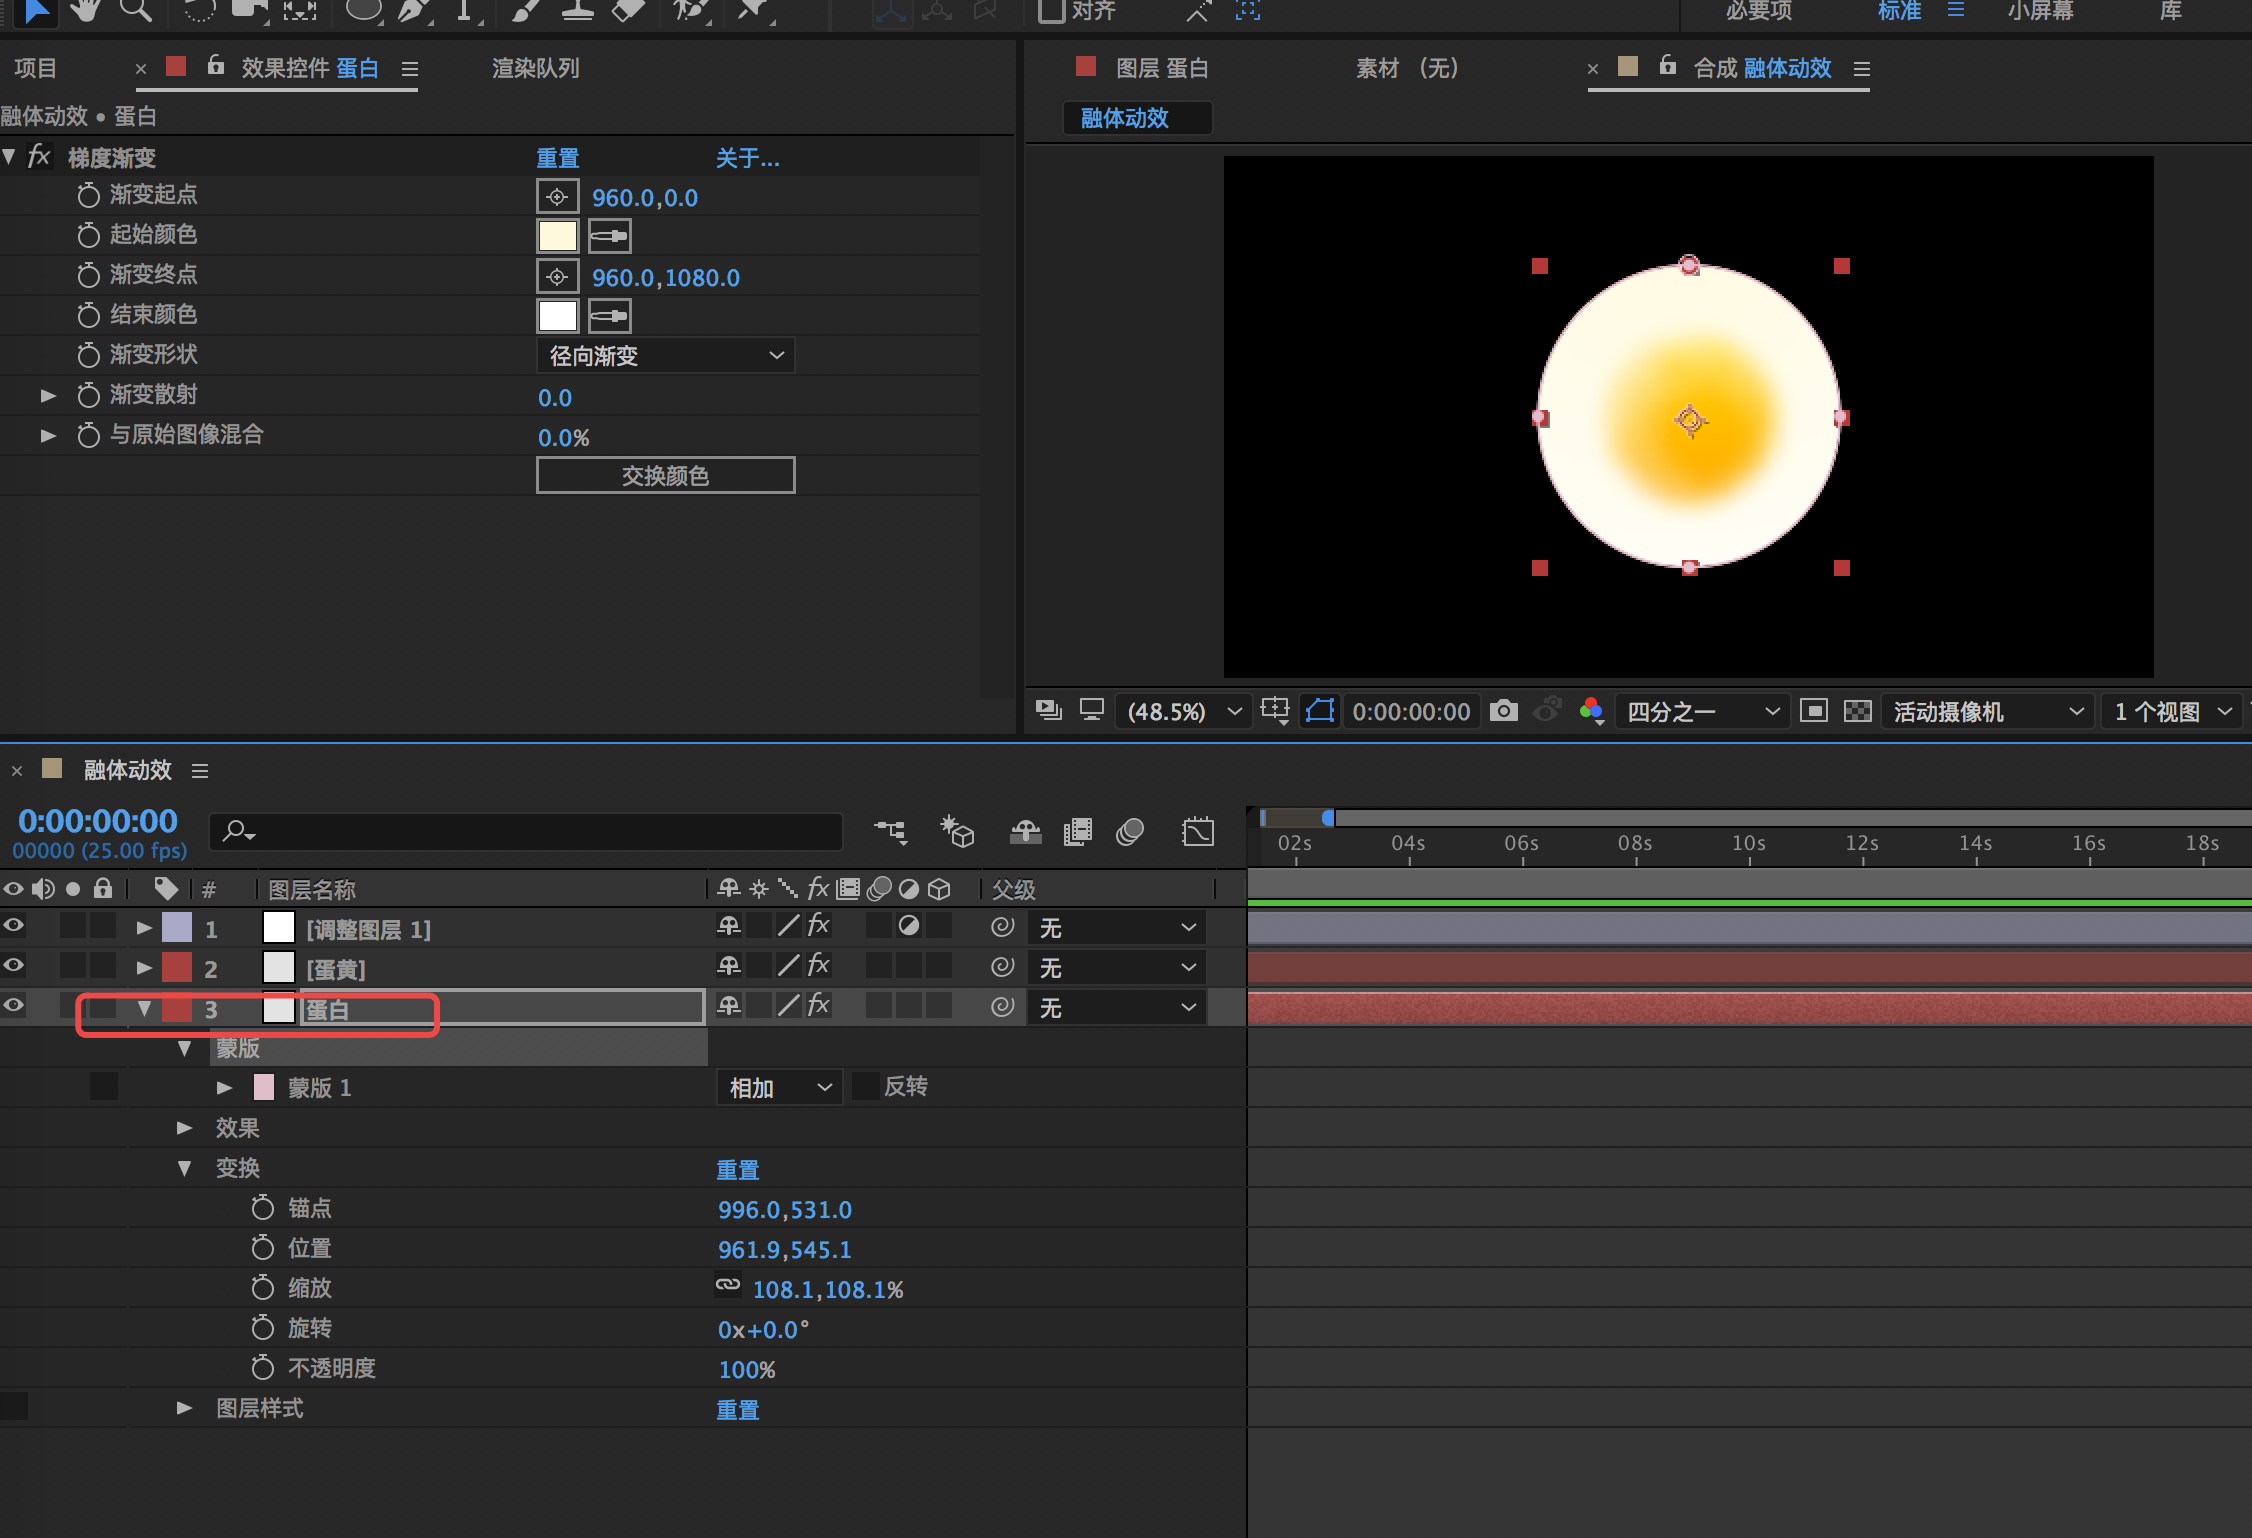 对齐
必要项
标准
小屏幕
库
项目
× 效果控件 蛋白
渲染队列
图层 蛋白
素材 (无)
× 合成 融体动效
融体动效 • 蛋白
融体动效
fx 梯度渐变 重置 关于...
渐变起点 960.0,0.0
起始颜色
渐变终点 960.0,1080.0
结束颜色
渐变形状 径向渐变
渐变散射 0.0
与原始图像混合 0.0%
交换颜色
(48.5%) 0:00:00:00 四分之一 活动摄像机 1 个视图
× 融体动效
0:00:00:00
00000 (25.00 fps)
02s 04s 06s 08s 10s 12s 14s 16s 18s
# 图层名称 fx 父级
1 [调整图层 1] fx 无
2 [蛋黄] fx 无
3 蛋白 fx 无
蒙版
蒙版 1 相加 反转
效果
变换 重置
锚点 996.0,531.0
位置 961.9,545.1
缩放 108.1,108.1%
旋转 0x+0.0°
不透明度 100%
图层样式 重置